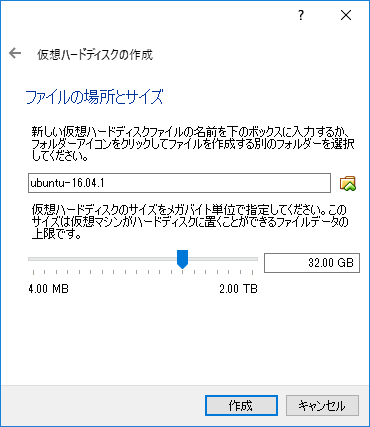 ?
仮想ハードディスクの作成
ファイルの場所とサイズ
新しい仮想ハードディスクファイルの名前を下のボックスに入力するか、
フォルダーアイコンをクリックしてファイルを作成する別のフォルダーを選択
してください。
ubuntu-16.04.1
仮想ハードディスクのサイズをメガバイト単位で指定してください。この
サイズは仮想マシンがハードディスクに置くことができるファイルデータの
上限です。
32.00 GB
4.00 MB 2.00 TB
作成 キャンセル